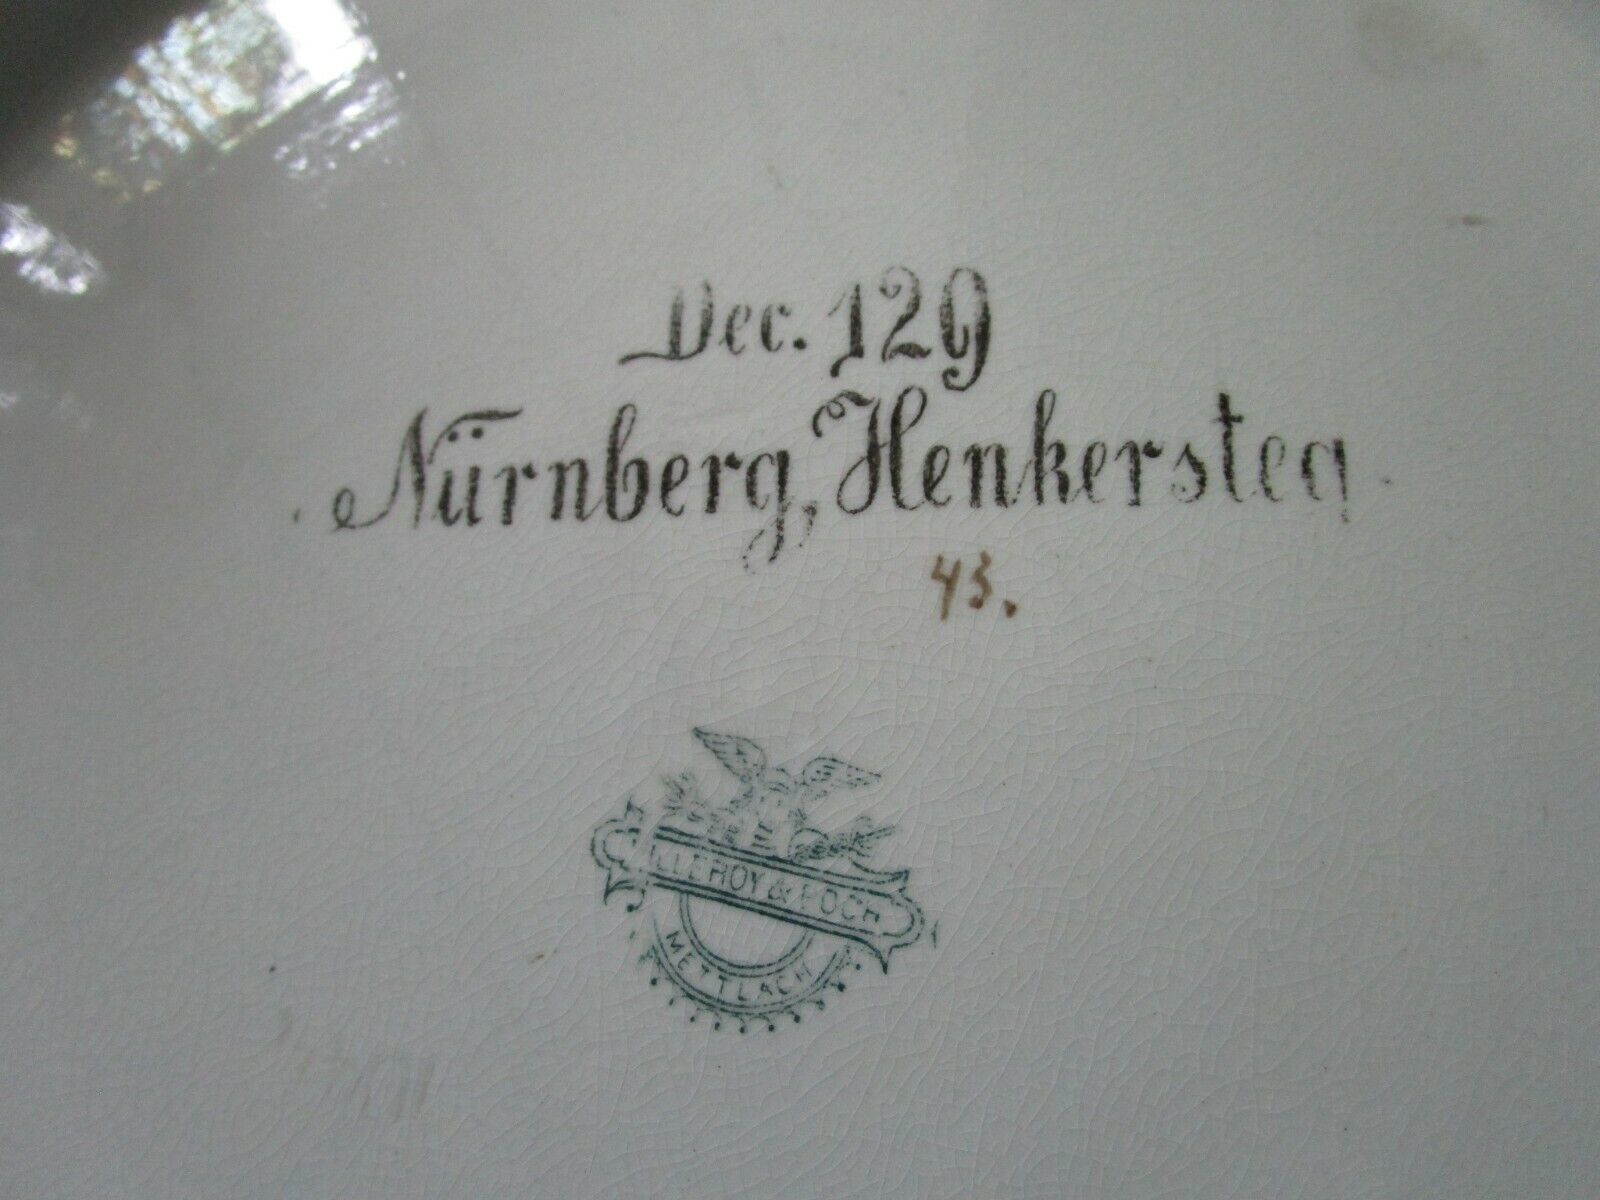 Dec. 129
Nürnberg, Henkersteg.
43.
VILLEROY & BOCH
METTLACH